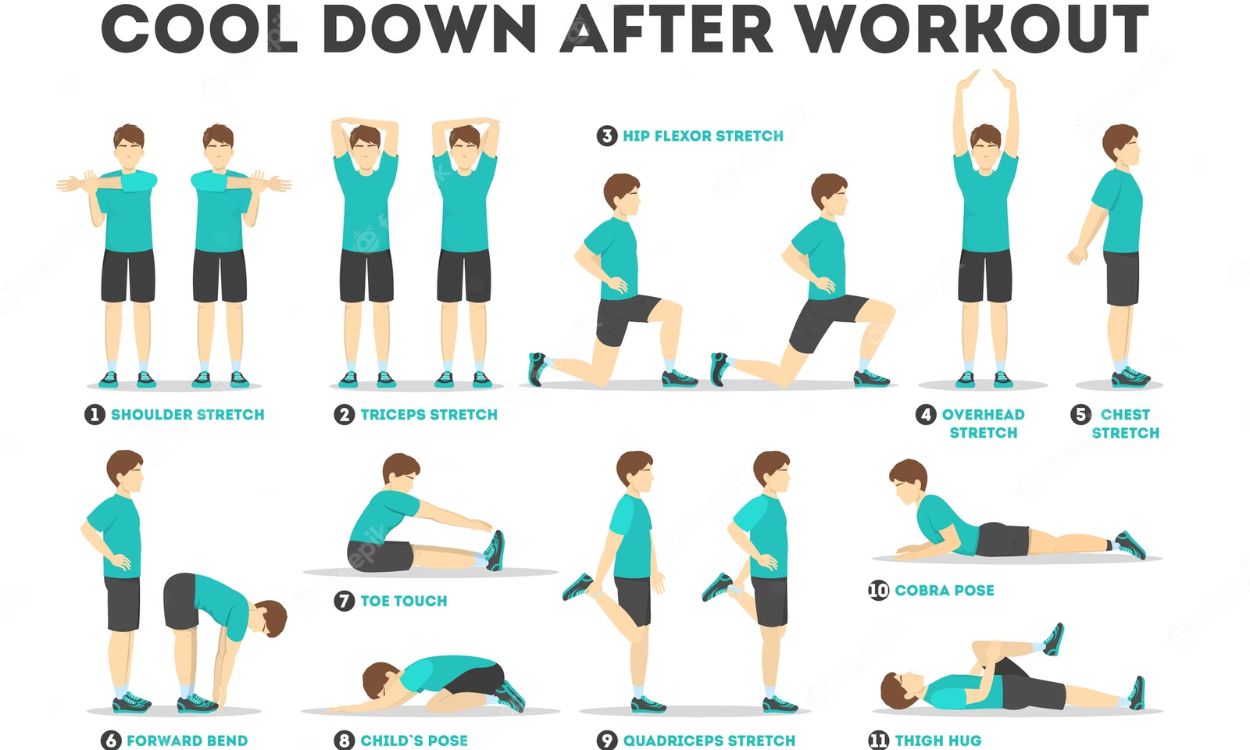 COOL DOWN AFTER WORKOUT
3 HIP FLEXOR STRETCH
1 SHOULDER STRETCH
2 TRICEPS STRETCH
4 OVERHEAD
STRETCH
5 CHEST
STRETCH
7 TOE TOUCH
10 COBRA POSE
6 FORWARD BEND
8 CHILD`S POSE
9 QUADRICEPS STRETCH
11 THIGH HUG